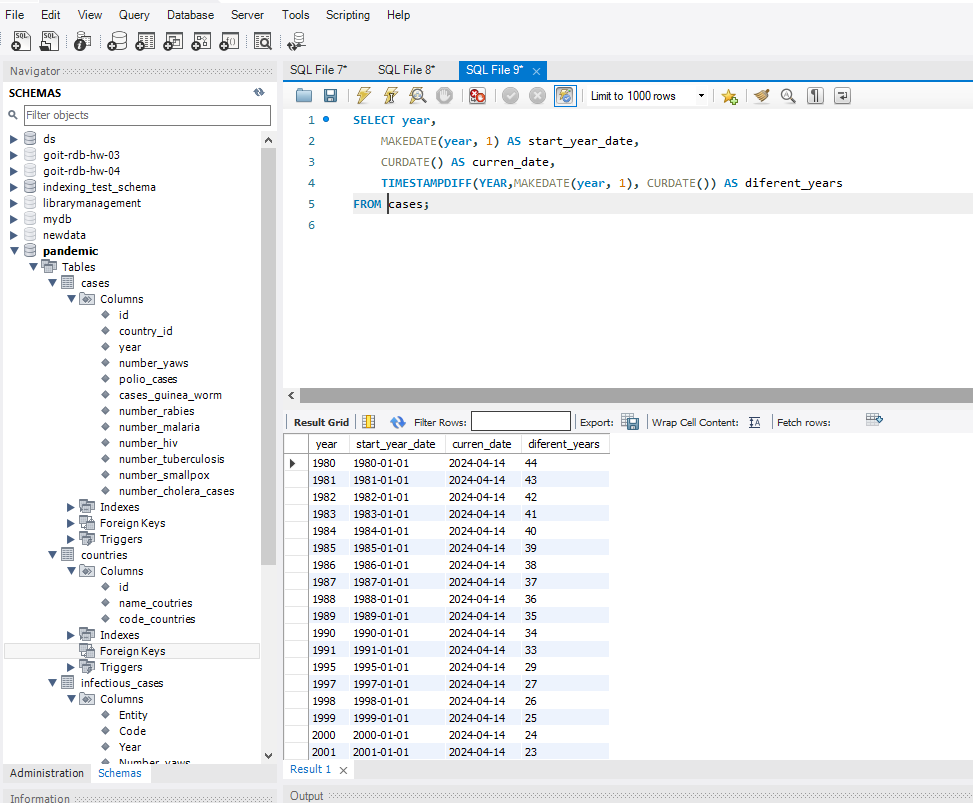 File Edit View Query Database Server Tools Scripting Help
Navigator
SCHEMAS
Filter objects
ds
goit-rdb-hw-03
goit-rdb-hw-04
indexing_test_schema
librarymanagement
mydb
newdata
pandemic
Tables
cases
Columns
id
country_id
year
number_yaws
polio_cases
cases_guinea_worm
number_rabies
number_malaria
number_hiv
number_tuberculosis
number_smallpox
number_cholera_cases
Indexes
Foreign Keys
Triggers
countries
Columns
id
name_coutries
code_countries
Indexes
Foreign Keys
Triggers
infectious_cases
Columns
Entity
Code
Year
Number_yaws
Administration Schemas
Information
SQL File 7* SQL File 8* SQL File 9*
Limit to 1000 rows
1 SELECT year,
2 MAKEDATE(year, 1) AS start_year_date,
3 CURDATE() AS curren_date,
4 TIMESTAMPDIFF(YEAR,MAKEDATE(year, 1), CURDATE()) AS diferent_years
5 FROM cases;
6
Result Grid Filter Rows: Export: Wrap Cell Content: Fetch rows:
year start_year_date curren_date diferent_years
1980 1980-01-01 2024-04-14 44
1981 1981-01-01 2024-04-14 43
1982 1982-01-01 2024-04-14 42
1983 1983-01-01 2024-04-14 41
1984 1984-01-01 2024-04-14 40
1985 1985-01-01 2024-04-14 39
1986 1986-01-01 2024-04-14 38
1987 1987-01-01 2024-04-14 37
1988 1988-01-01 2024-04-14 36
1989 1989-01-01 2024-04-14 35
1990 1990-01-01 2024-04-14 34
1991 1991-01-01 2024-04-14 33
1995 1995-01-01 2024-04-14 29
1997 1997-01-01 2024-04-14 27
1998 1998-01-01 2024-04-14 26
1999 1999-01-01 2024-04-14 25
2000 2000-01-01 2024-04-14 24
2001 2001-01-01 2024-04-14 23
Result 1
Output